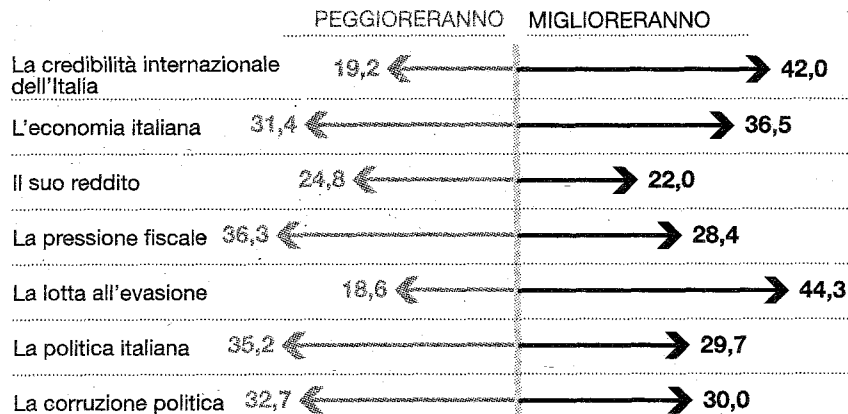 PEGGIORERANNO MIGLIORERANNO
La credibilità internazionale
dell'Italia
19,2 42,0
L'economia italiana 31,4 36,5
Il suo reddito 24,8 22,0
La pressione fiscale 36,3 28,4
La lotta all'evasione 18,6 44,3
La politica italiana 35,2 29,7
La corruzione politica 32,7 30,0